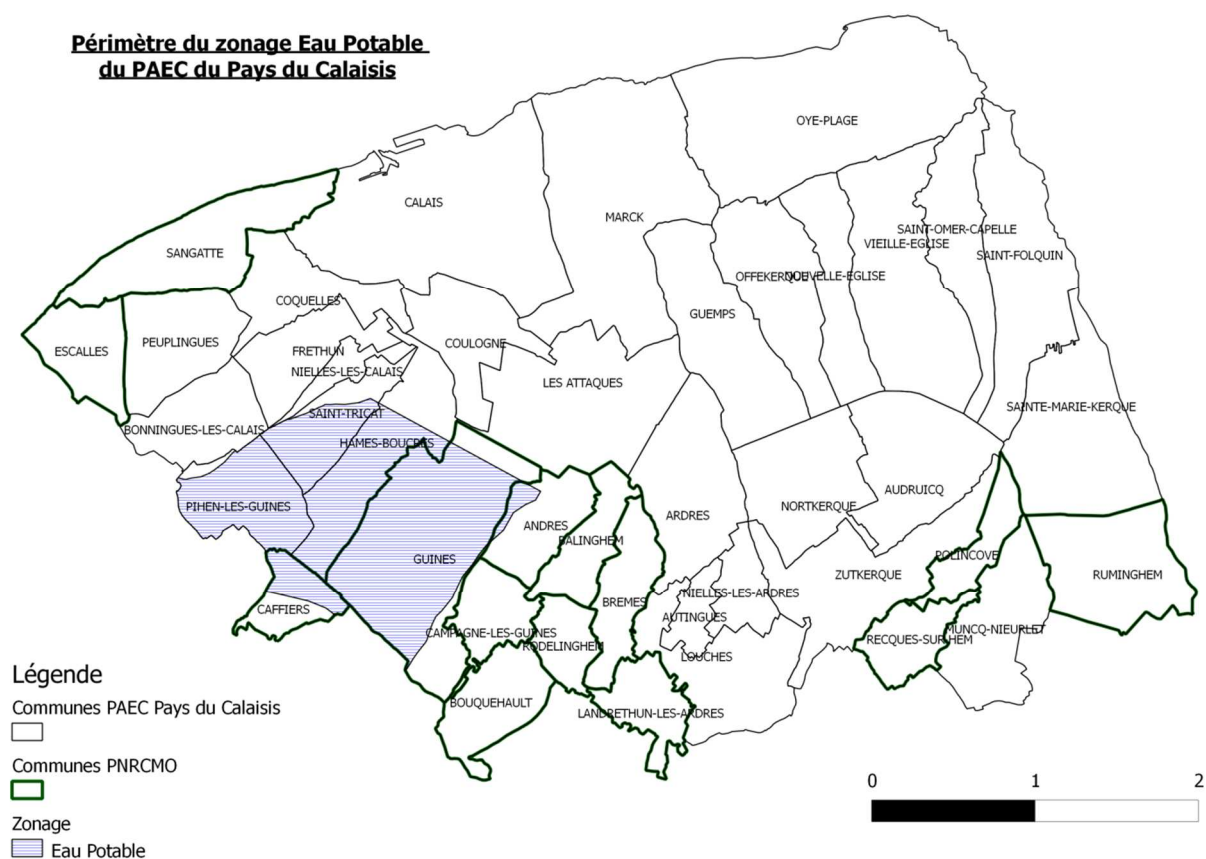 Périmètre du zonage Eau Potable
du PAEC du Pays du Calaisis
OYE-PLAGE
CALAIS
MARCK
SAINT-OMER-CAPELLE
VIEILLE-EGLISE
SAINT-FOLQUIN
SANGATTE
OFFEKERQUE
NOUVELLE-EGLISE
COQUELLES
GUEMPS
PEUPLINGUES
ESCALLES
FRETHUN
COULOGNE
NIELLES-LES-CALAIS
LES ATTAQUES
SAINTE-MARIE-KERQUE
SAINT-TRICAT
BONNINGUES-LES-CALAIS
HAMES-BOUCRES
AUDRUICQ
PIHEN-LES-GUINES
NORTKERQUE
ARDRES
ANDRES
BALINGHEM
POLINCOVE
GUINES
ZUTKERQUE
RUMINGHEM
NIELLES-LES-ARDRES
BREMES
CAFFIERS
AUTINGUES
CAMPAGNE-LES-GUINES
MUNCQ-NIEURLET
RECQUES-SUR-HEM
RODELINGHEM
LOUCHES
BOUQUEHAULT
LANDRETHUN-LES-ARDRES
Légende
Communes PAEC Pays du Calaisis
Communes PNRCMO
Zonage
Eau Potable
0 1 2